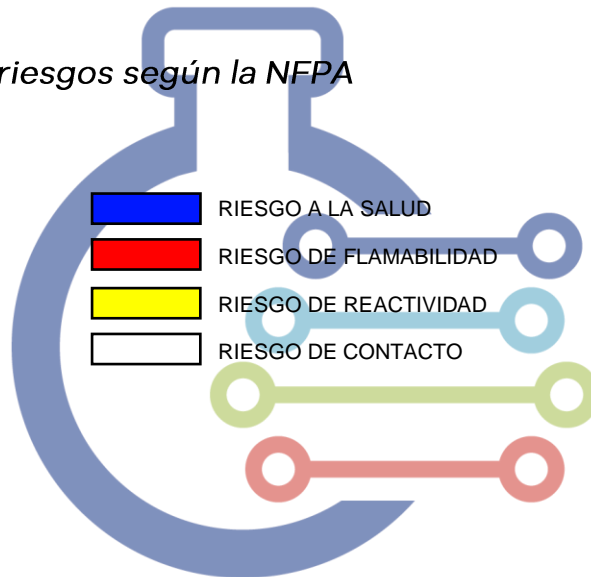 riesgos según la NFPA
RIESGO A LA SALUD
RIESGO DE FLAMABILIDAD
RIESGO DE REACTIVIDAD
RIESGO DE CONTACTO